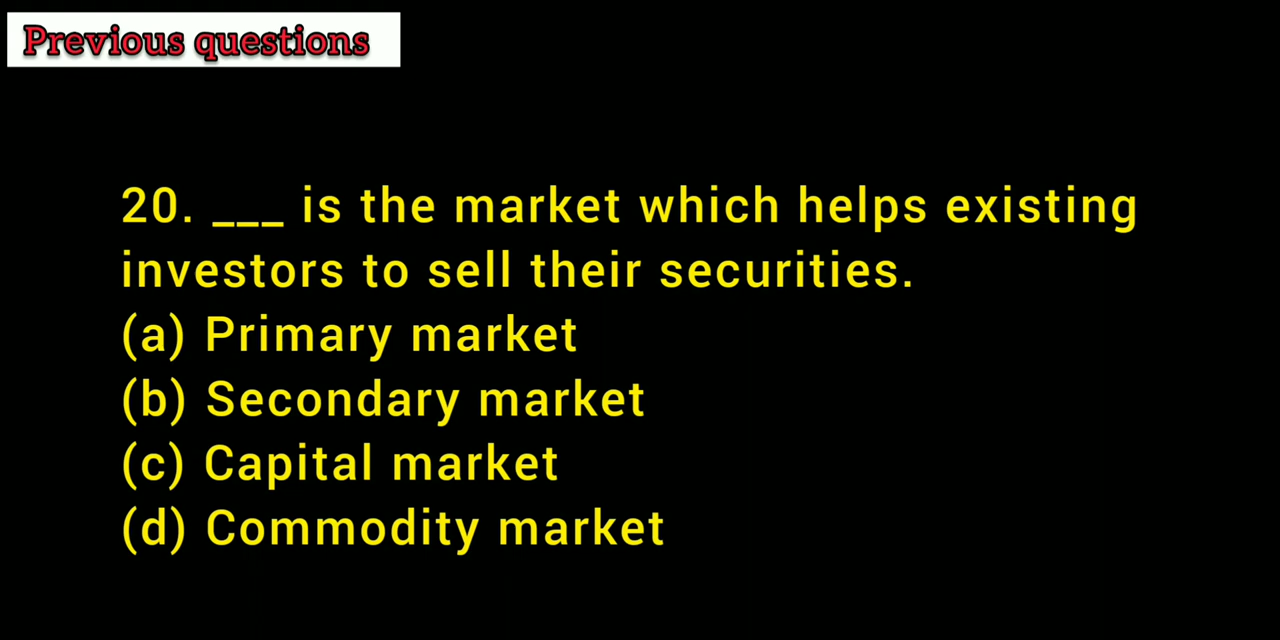 Previous questions
20. ___ is the market which helps existing
investors to sell their securities.
(a) Primary market
(b) Secondary market
(c) Capital market
(d) Commodity market